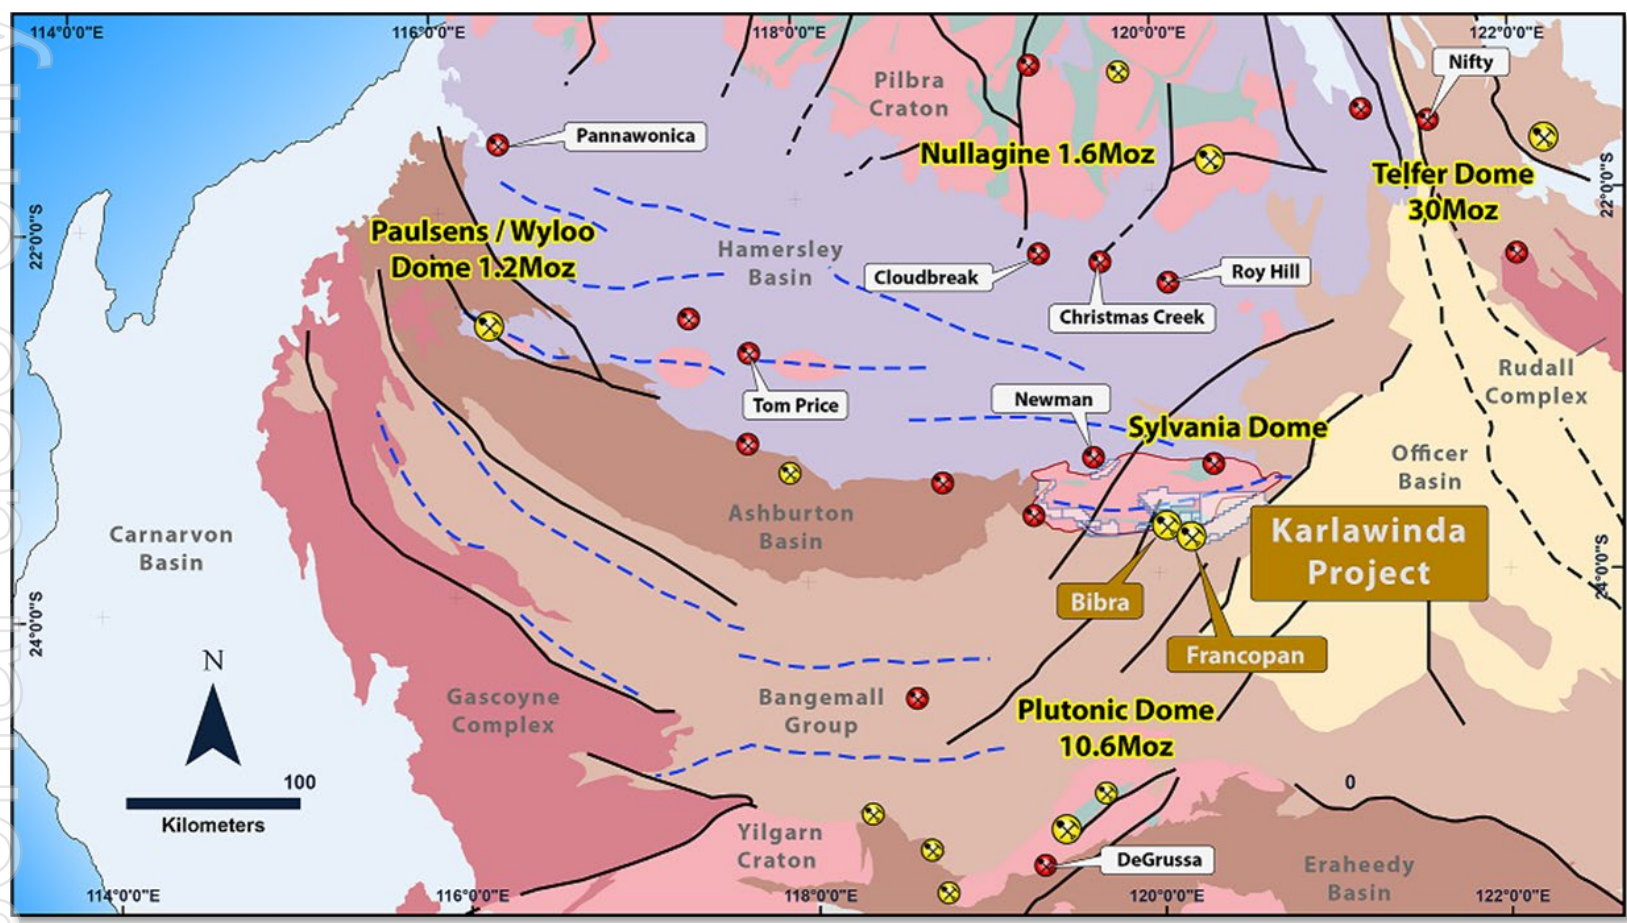 114°0'0"E
116°0'0"E
118°0'0"E
120°0'0"E
122°0'0"E
Nifty
Pilbra
Craton
Pannawonica
Nullagine 1.6Moz
Telfer Dome
30Moz
22°0'0"S
22°0'0"S
Paulsens / Wyloo
Dome 1.2Moz
Hamersley
Basin
Cloudbreak
Roy Hill
Christmas Creek
Rudall
Complex
Tom Price
Newman
Sylvania Dome
Officer
Basin
Ashburton
Basin
Carnarvon
Basin
Karlawinda
Project
24°0'0"S
24°0'0"S
Bibra
Francopan
N
Gascoyne
Complex
Bangemall
Group
Plutonic Dome
10.6Moz
100
Kilometers
0
Yilgarn
Craton
DeGrussa
Eraheedy
Basin
114°0'0"E
116°0'0"E
118°0'0"E
120°0'0"E
122°0'0"E